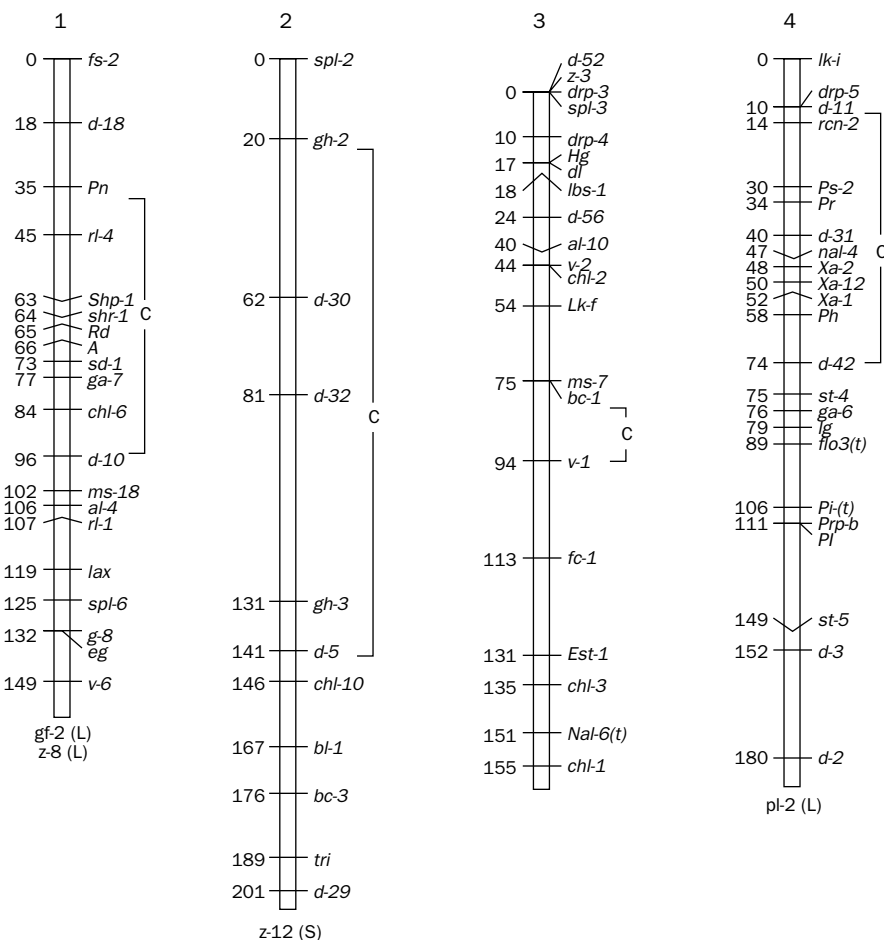 1
0 fs-2
18 d-18
35 Pn
45 rl-4
63 Shp-1
64 shr-1
65 Rd
66 A
73 sd-1
77 ga-7
84 chl-6
96 d-10
102 ms-18
106 al-4
107 rl-1
119 lax
125 spl-6
132 g-8
eg
149 v-6
C
gf-2 (L)
z-8 (L)
2
0 spl-2
20 gh-2
62 d-30
81 d-32
131 gh-3
141 d-5
146 chl-10
167 bl-1
176 bc-3
189 tri
201 d-29
C
z-12 (S)
3
d-52
z-3
0 drp-3
spl-3
10 drp-4
Hg
17 dl
18 lbs-1
24 d-56
40 al-10
44 v-2
chl-2
54 Lk-f
75 ms-7
bc-1
94 v-1
113 fc-1
131 Est-1
135 chl-3
151 Nal-6(t)
155 chl-1
C
4
0 lk-i
drp-5
10 d-11
14 rcn-2
30 Ps-2
34 Pr
40 d-31
47 nal-4
48 Xa-2
50 Xa-12
52 Xa-1
58 Ph
74 d-42
75 st-4
76 ga-6
79 lg
89 flo3(t)
106 Pi-(t)
111 Prp-b
Pl
149 st-5
152 d-3
180 d-2
C
pl-2 (L)